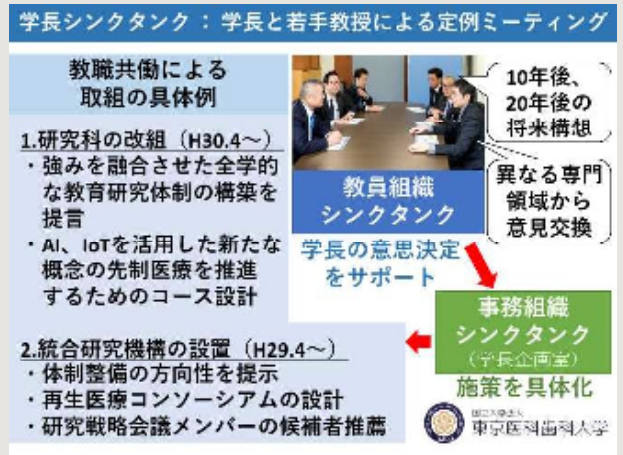 学長シンクタンク：学長と若手教授による定例ミーティング
教職共働による
取組の具体例
1.研究科の改組（H30.4～）
・強みを融合させた全学的
な教育研究体制の構築を
提言
・AI、IoTを活用した新たな
概念の先制医療を推進
するためのコース設計
2.統合研究機構の設置（H29.4～）
・体制整備の方向性を提示
・再生医療コンソーシアムの設計
・研究戦略会議メンバーの候補者推薦
10年後、
20年後の
将来構想
異なる専門
領域から
意見交換
教員組織
シンクタンク
学長の意思決定
をサポート
事務組織
シンクタンク
（学長企画室）
施策を具体化
国立大学法人
東京医科歯科大学